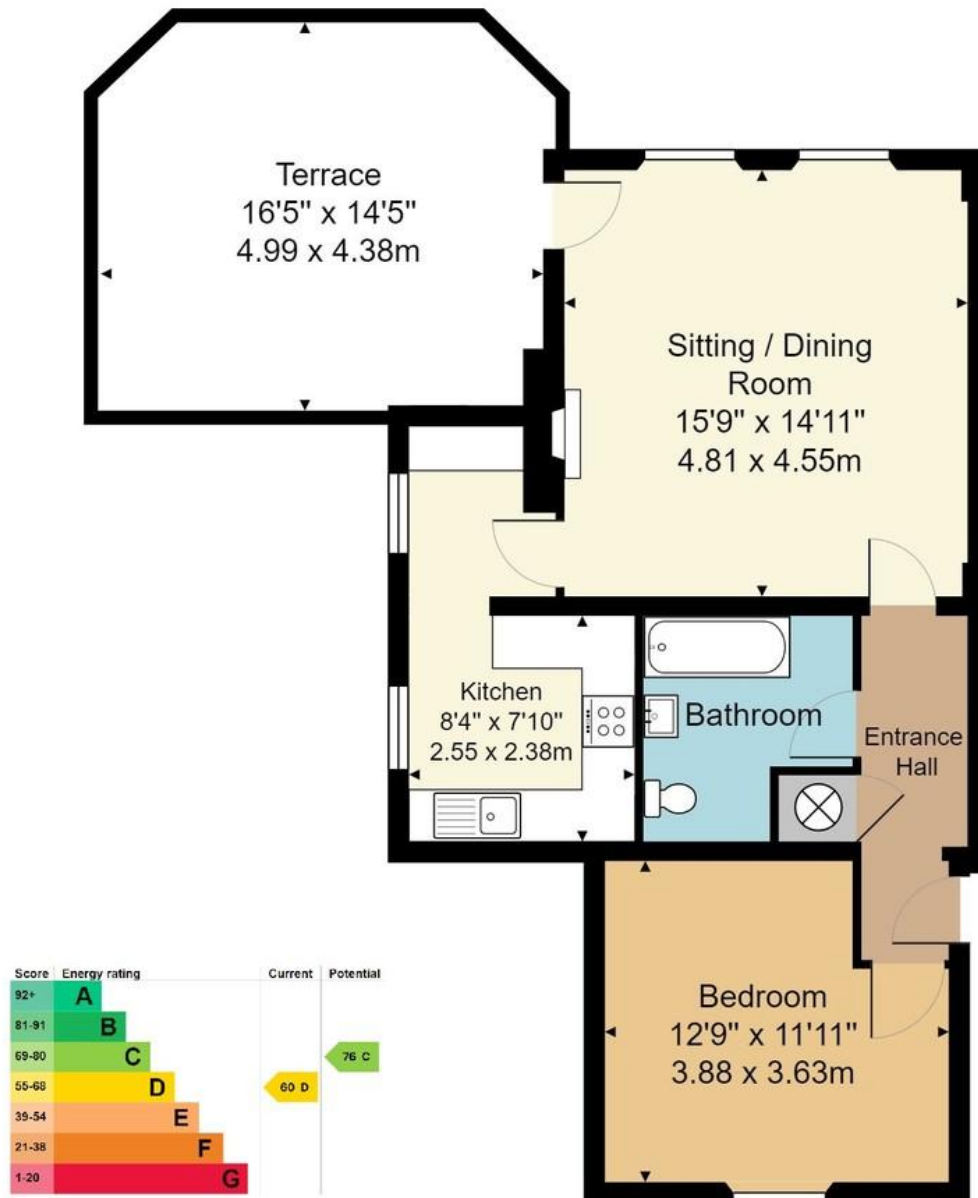 Terrace
16'5" x 14'5"
4.99 x 4.38m
Sitting / Dining
Room
15'9" x 14'11"
4.81 x 4.55m
Kitchen
8'4" x 7'10"
2.55 x 2.38m
Bathroom
Entrance
Hall
Bedroom
12'9" x 11'11"
3.88 x 3.63m
Score Energy rating Current Potential
92+ A
81-91 B
69-80 C 76 C
55-68 D 60 D
39-54 E
21-38 F
1-20 G